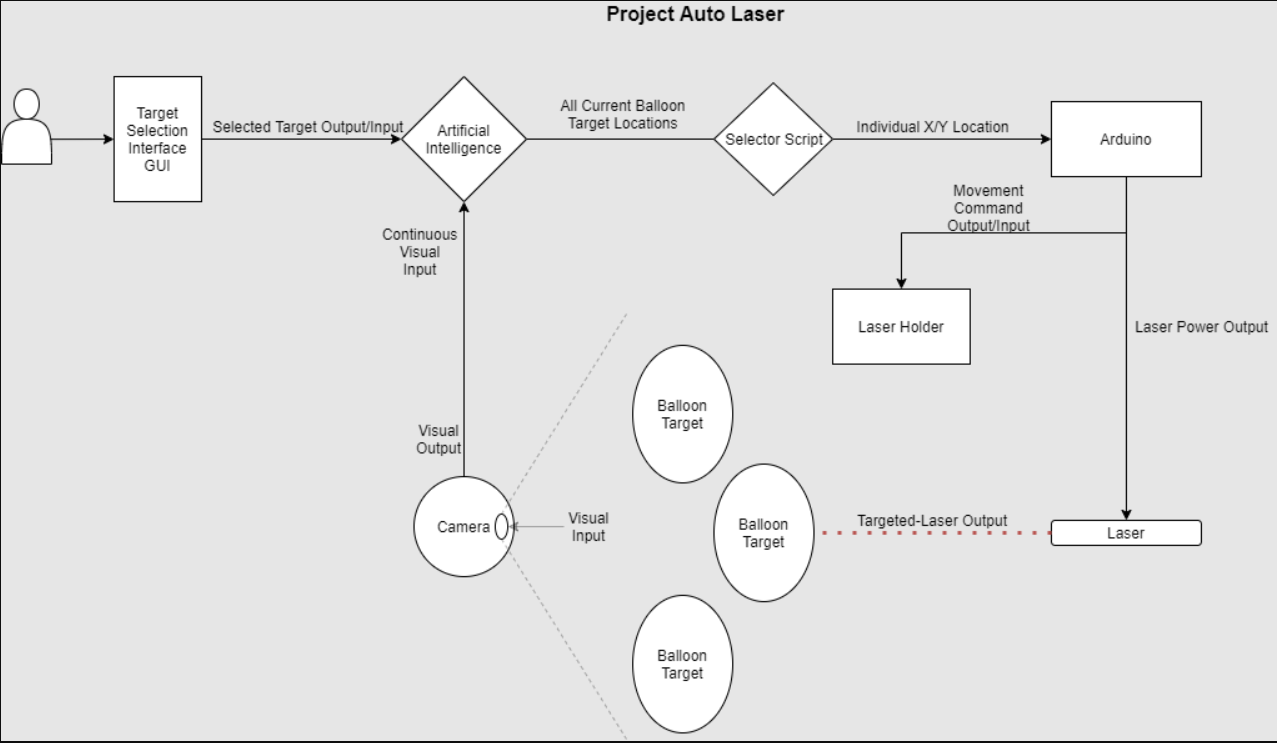 Project Auto Laser
Target
Selection
Interface
GUI
Selected Target Output/Input
Artificial
Intelligence
All Current Balloon
Target Locations
Selector Script
Individual X/Y Location
Arduino
Movement
Command
Output/Input
Continuous
Visual
Input
Laser Holder
Laser Power Output
Balloon
Target
Visual
Output
Camera
Visual
Input
Balloon
Target
Targeted-Laser Output
Laser
Balloon
Target